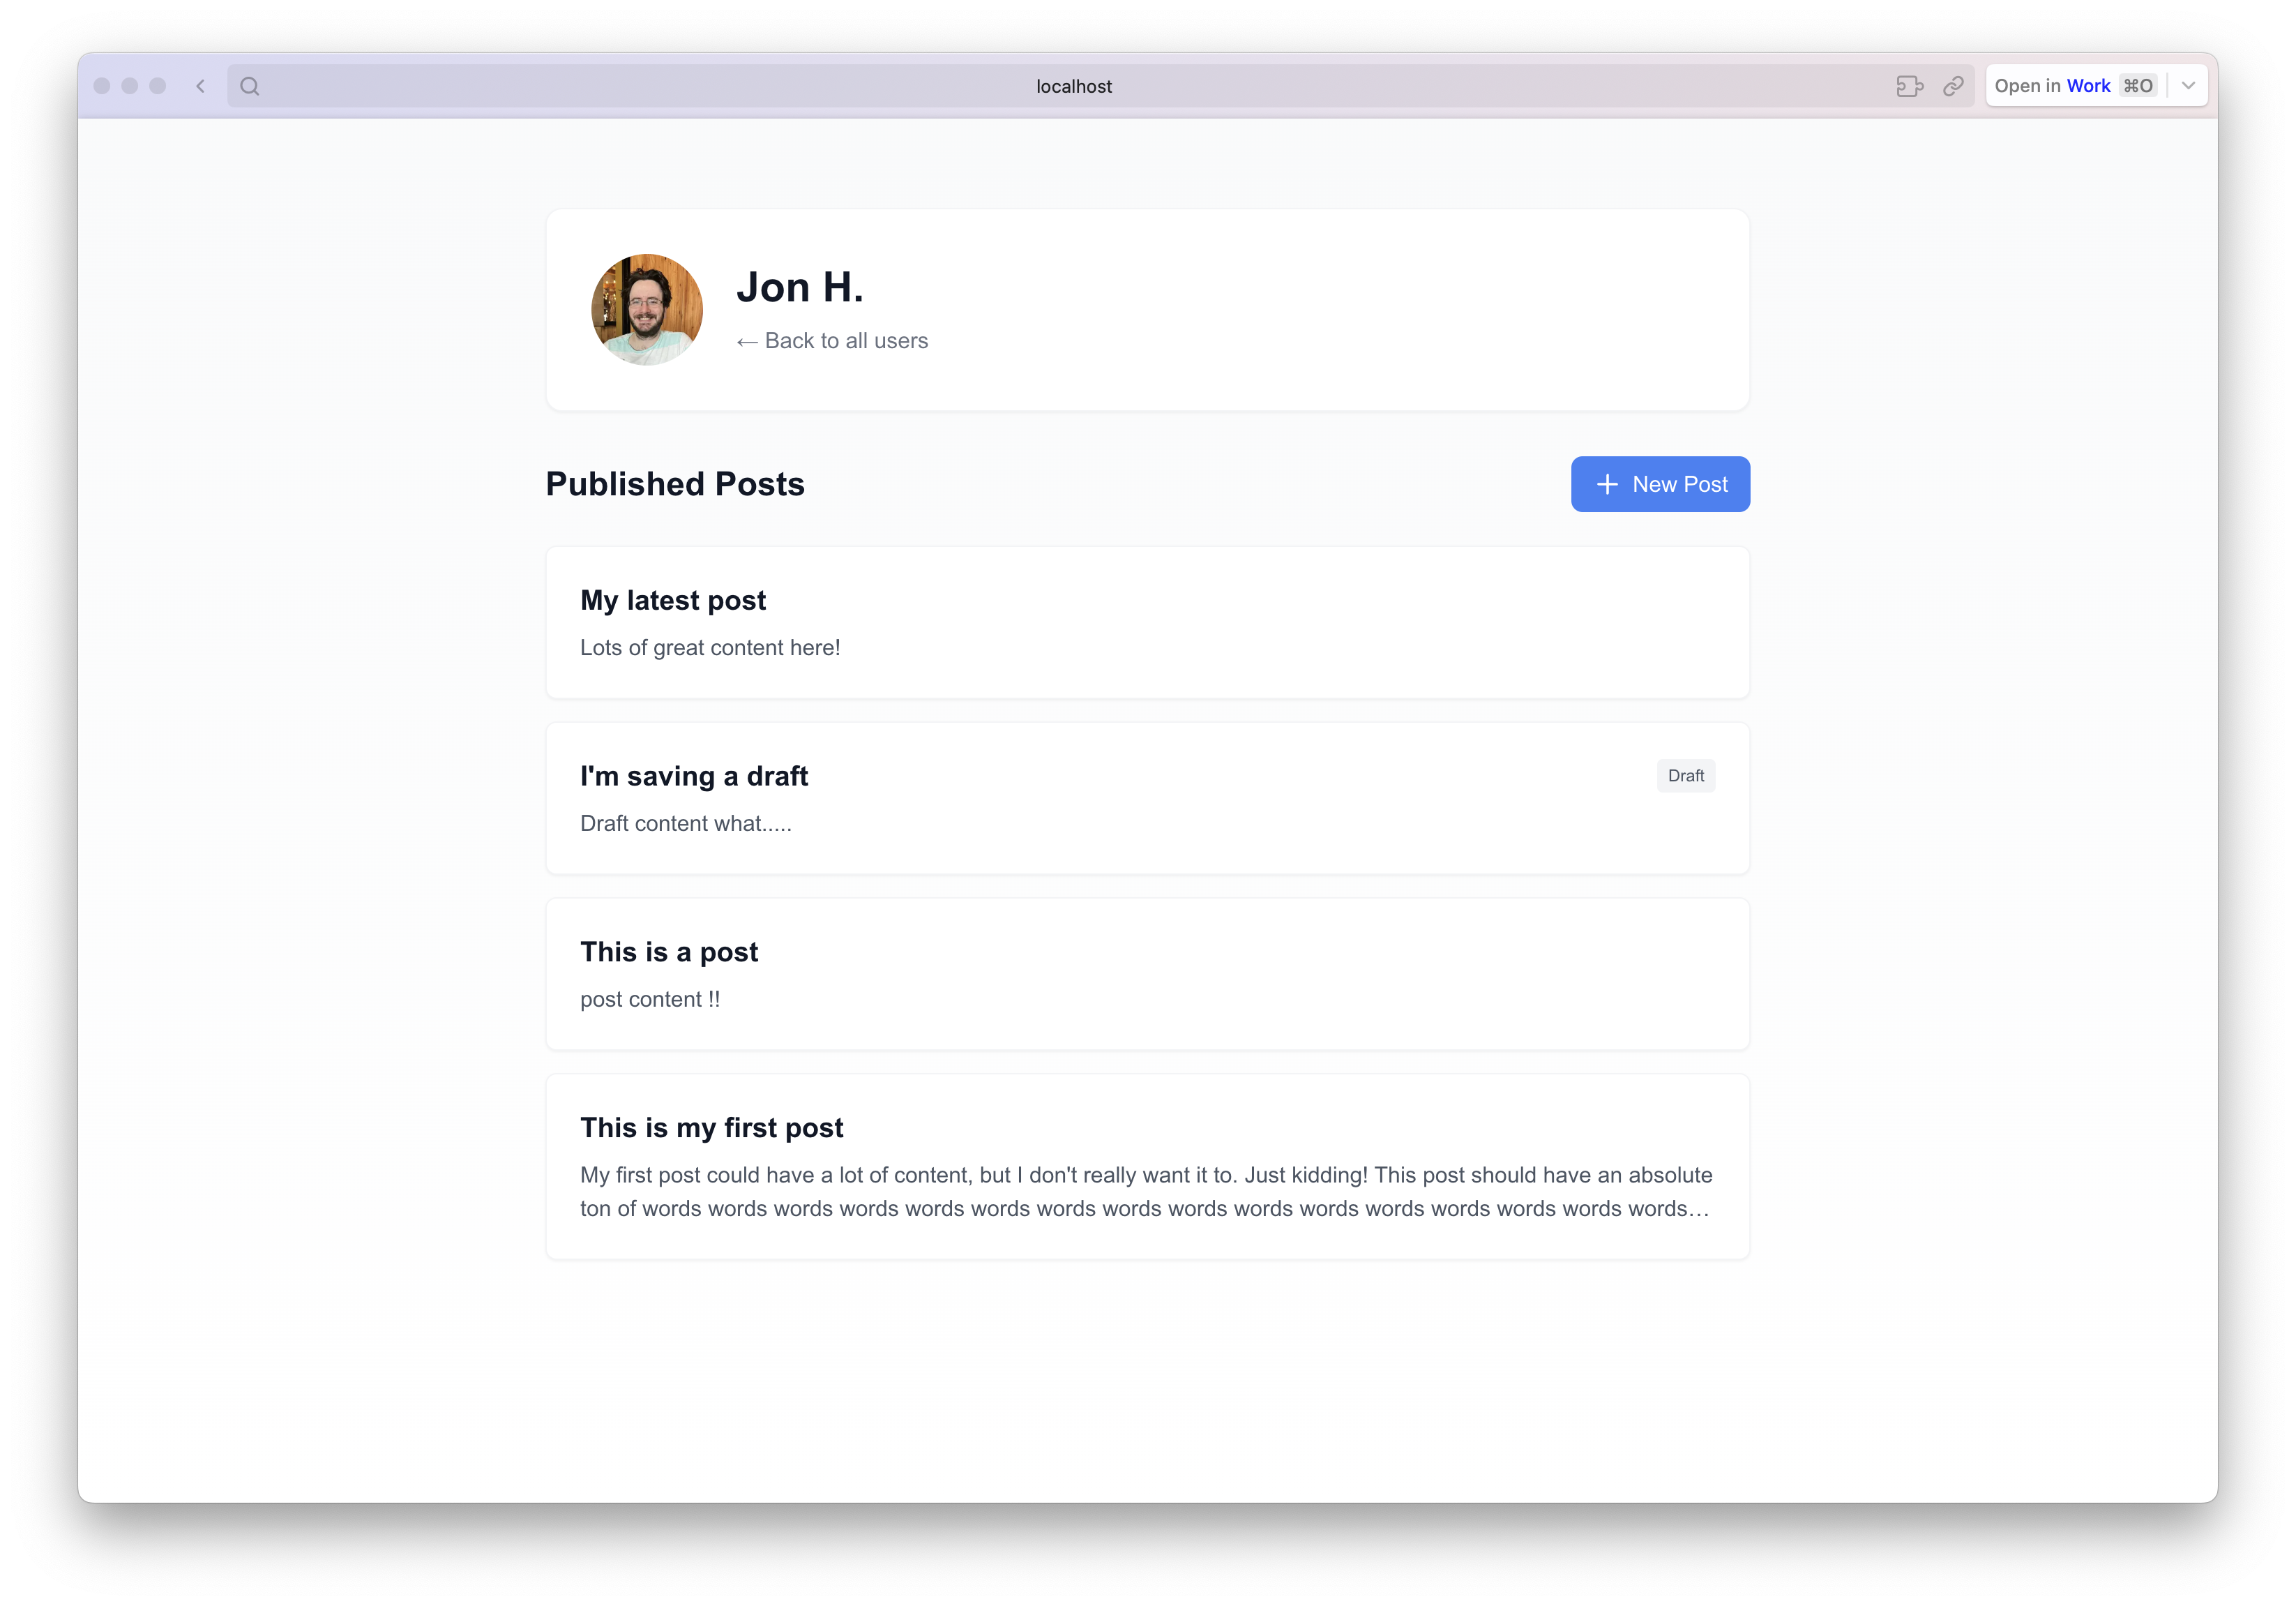 localhost
Open in Work ⌘O
Jon H.
← Back to all users
Published Posts
+ New Post
My latest post
Lots of great content here!
I'm saving a draft
Draft
Draft content what.....
This is a post
post content !!
This is my first post
My first post could have a lot of content, but I don't really want it to. Just kidding! This post should have an absolute
ton of words words words words words words words words words words words words words words words words…